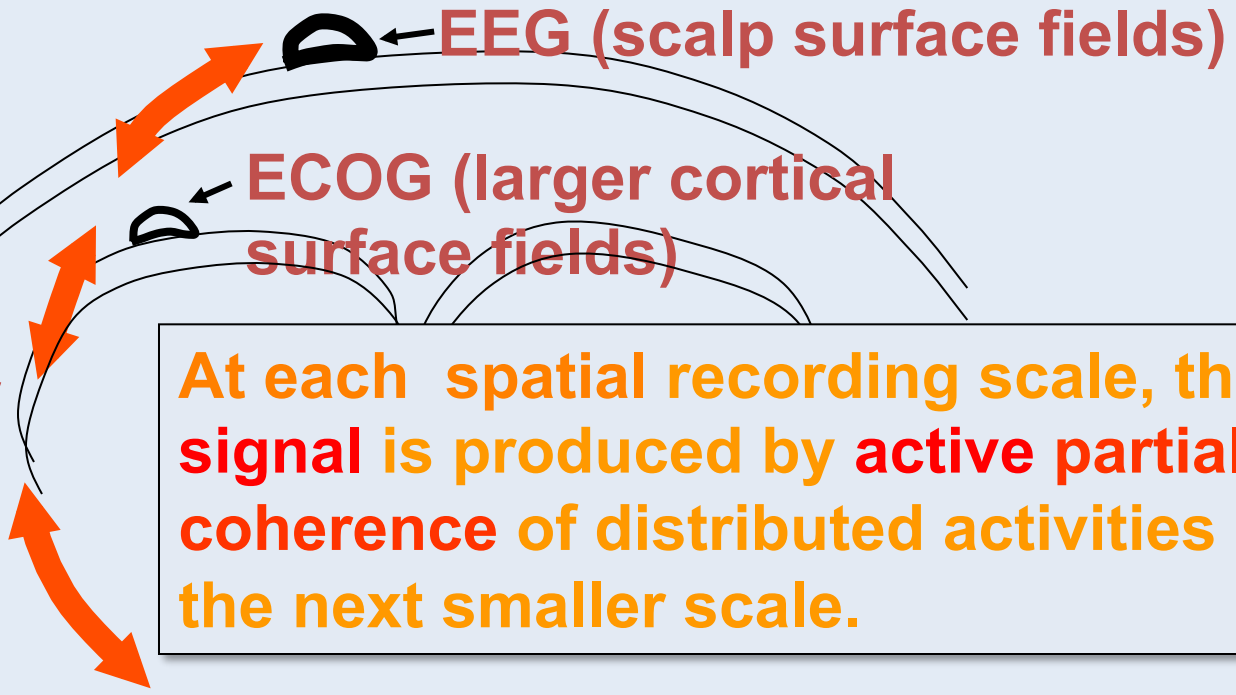 EEG (scalp surface fields)
ECOG (larger cortical
surface fields)
At each spatial recording scale, th
signal is produced by active partial
coherence of distributed activities
the next smaller scale.